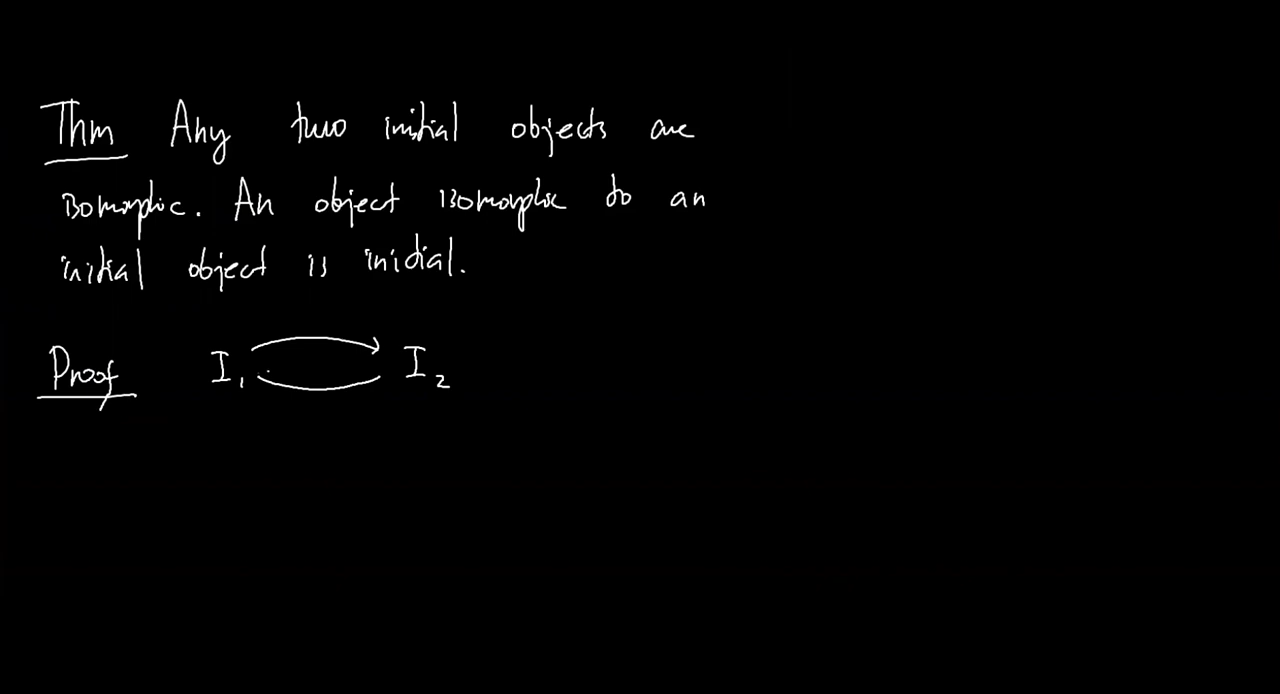 Thm Any two initial objects are
isomorphic. An object isomorphic to an
initial object is initial.
Proof I₁ I₂